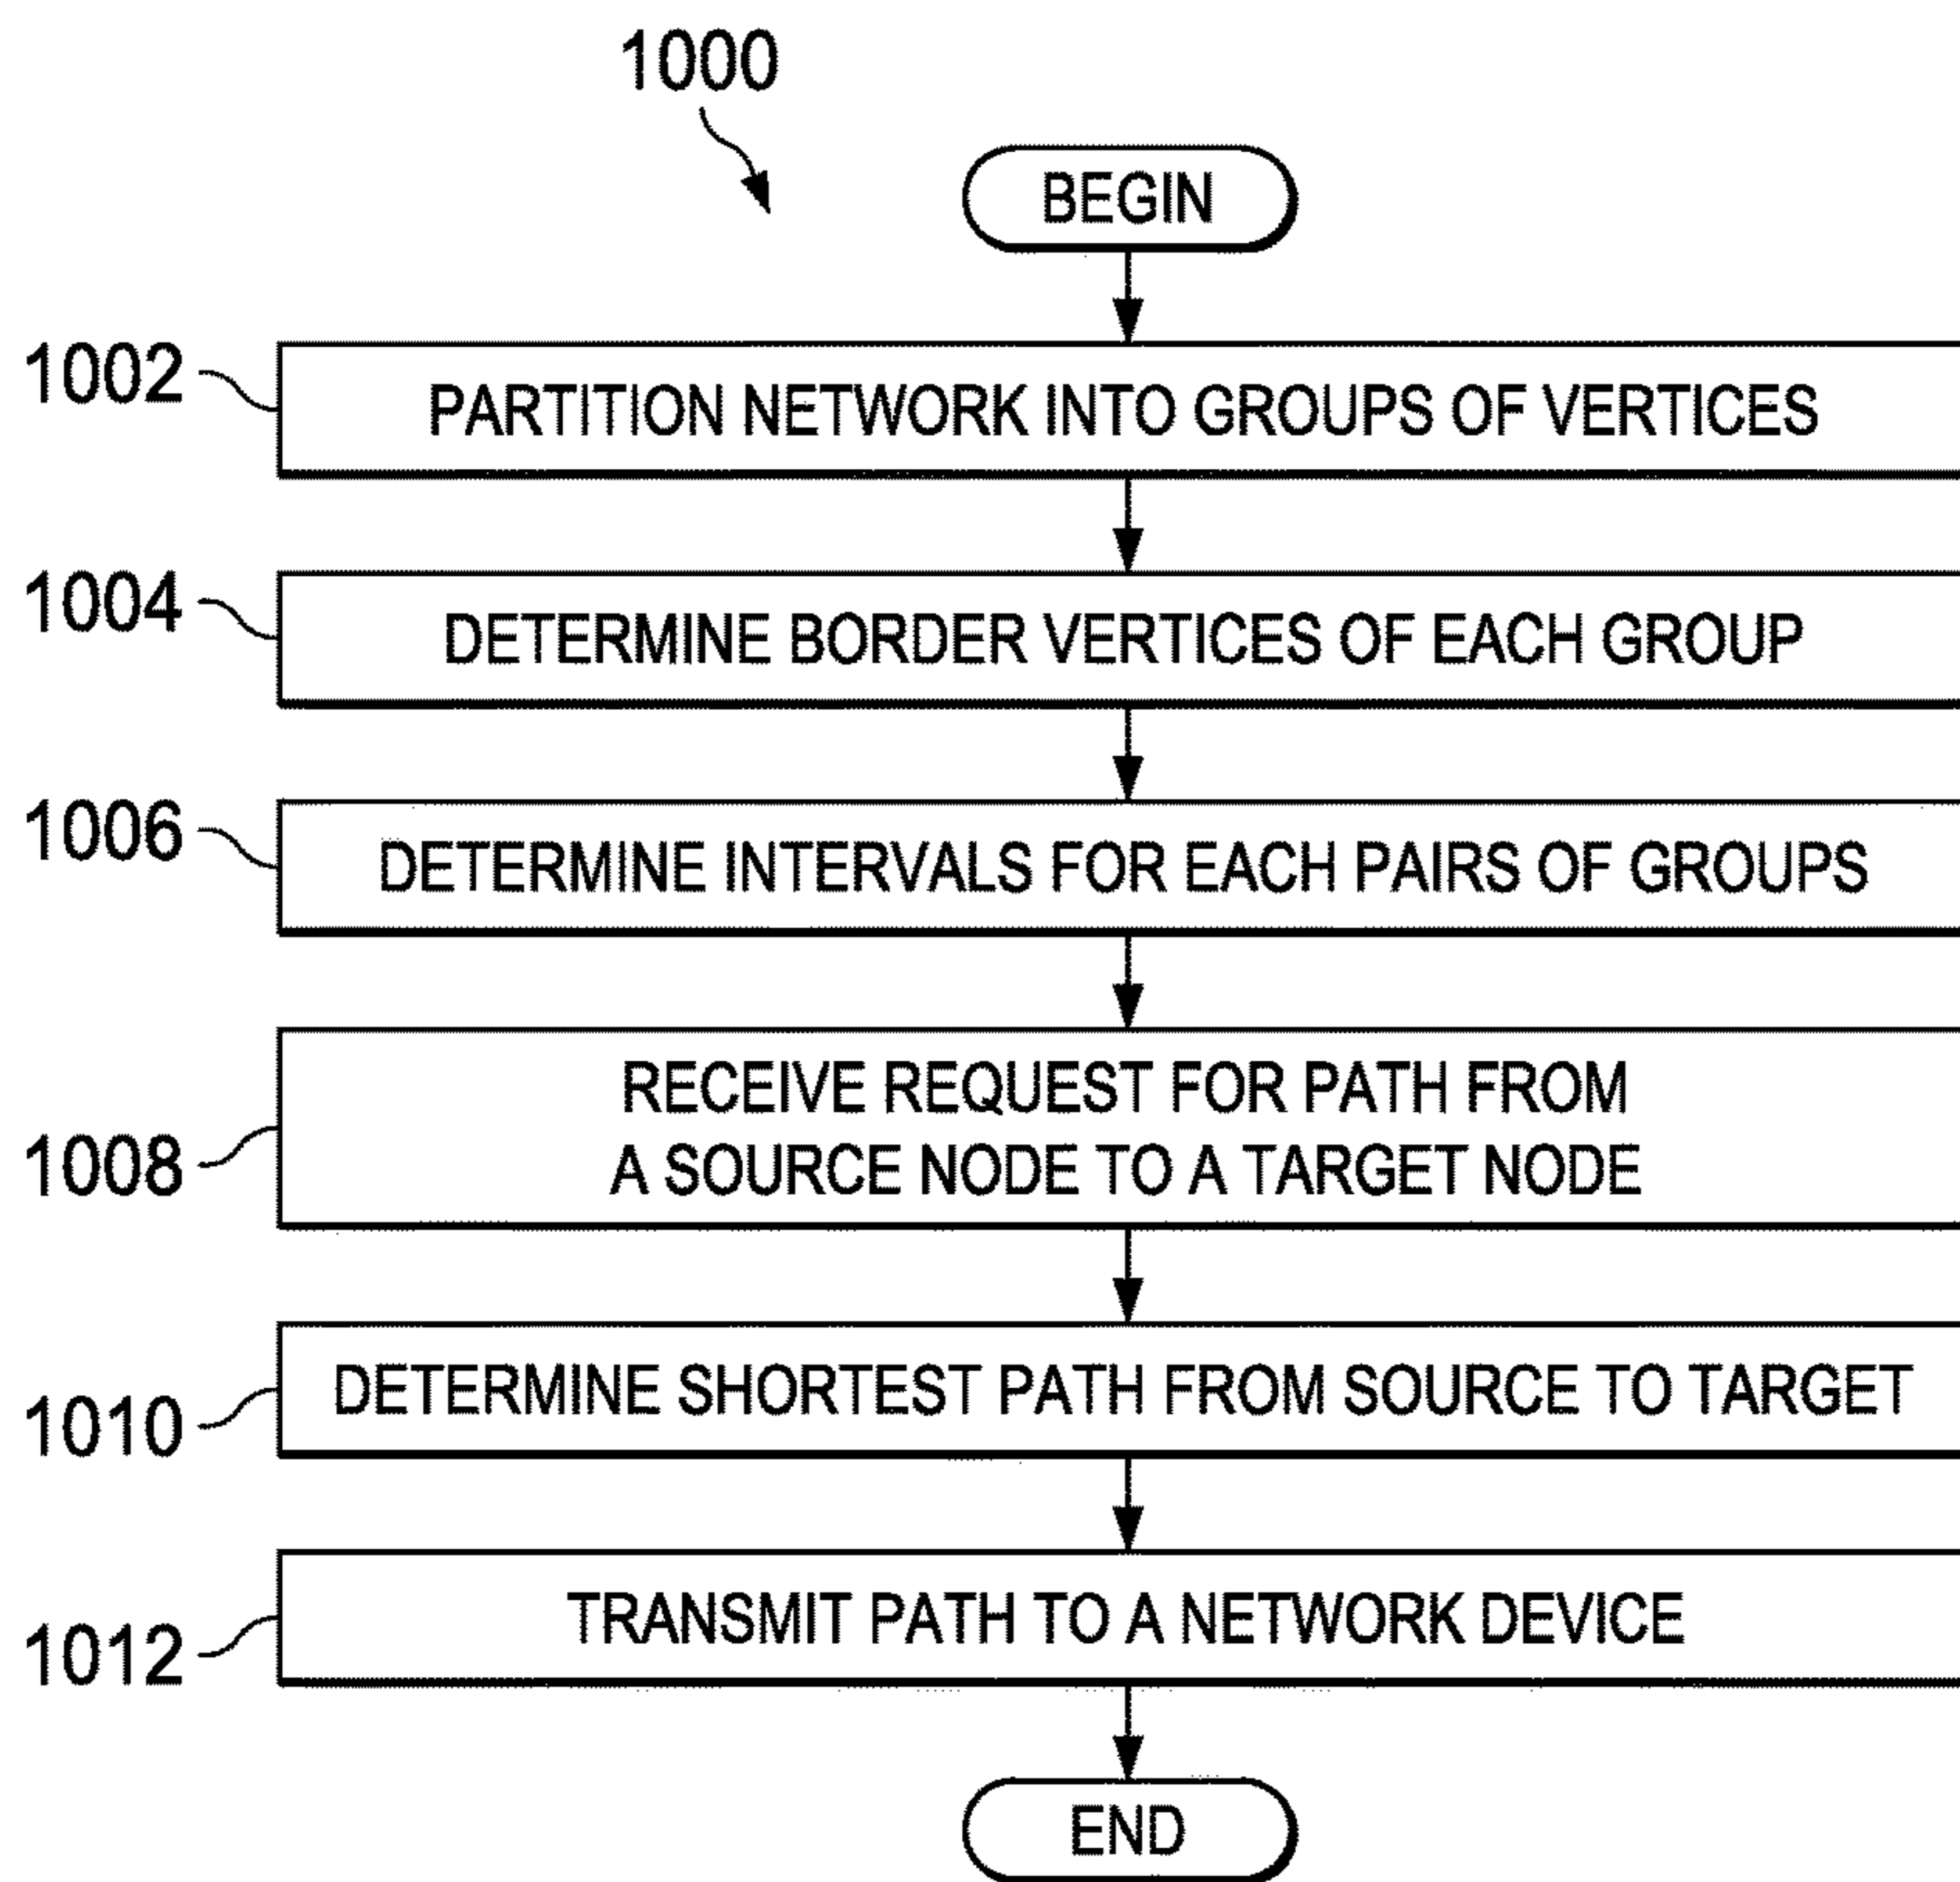 1000
BEGIN
1002
PARTITION NETWORK INTO GROUPS OF VERTICES
1004
DETERMINE BORDER VERTICES OF EACH GROUP
1006
DETERMINE INTERVALS FOR EACH PAIRS OF GROUPS
1008
RECEIVE REQUEST FOR PATH FROM
A SOURCE NODE TO A TARGET NODE
1010
DETERMINE SHORTEST PATH FROM SOURCE TO TARGET
1012
TRANSMIT PATH TO A NETWORK DEVICE
END